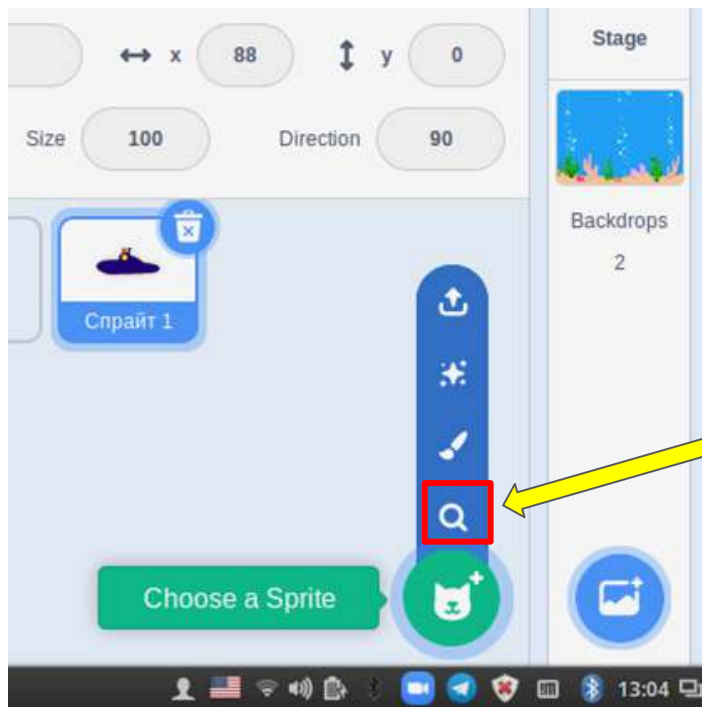 Stage
x 88 y 0
Size 100 Direction 90
Backdrops
2
Спрайт 1
Choose a Sprite
13:04